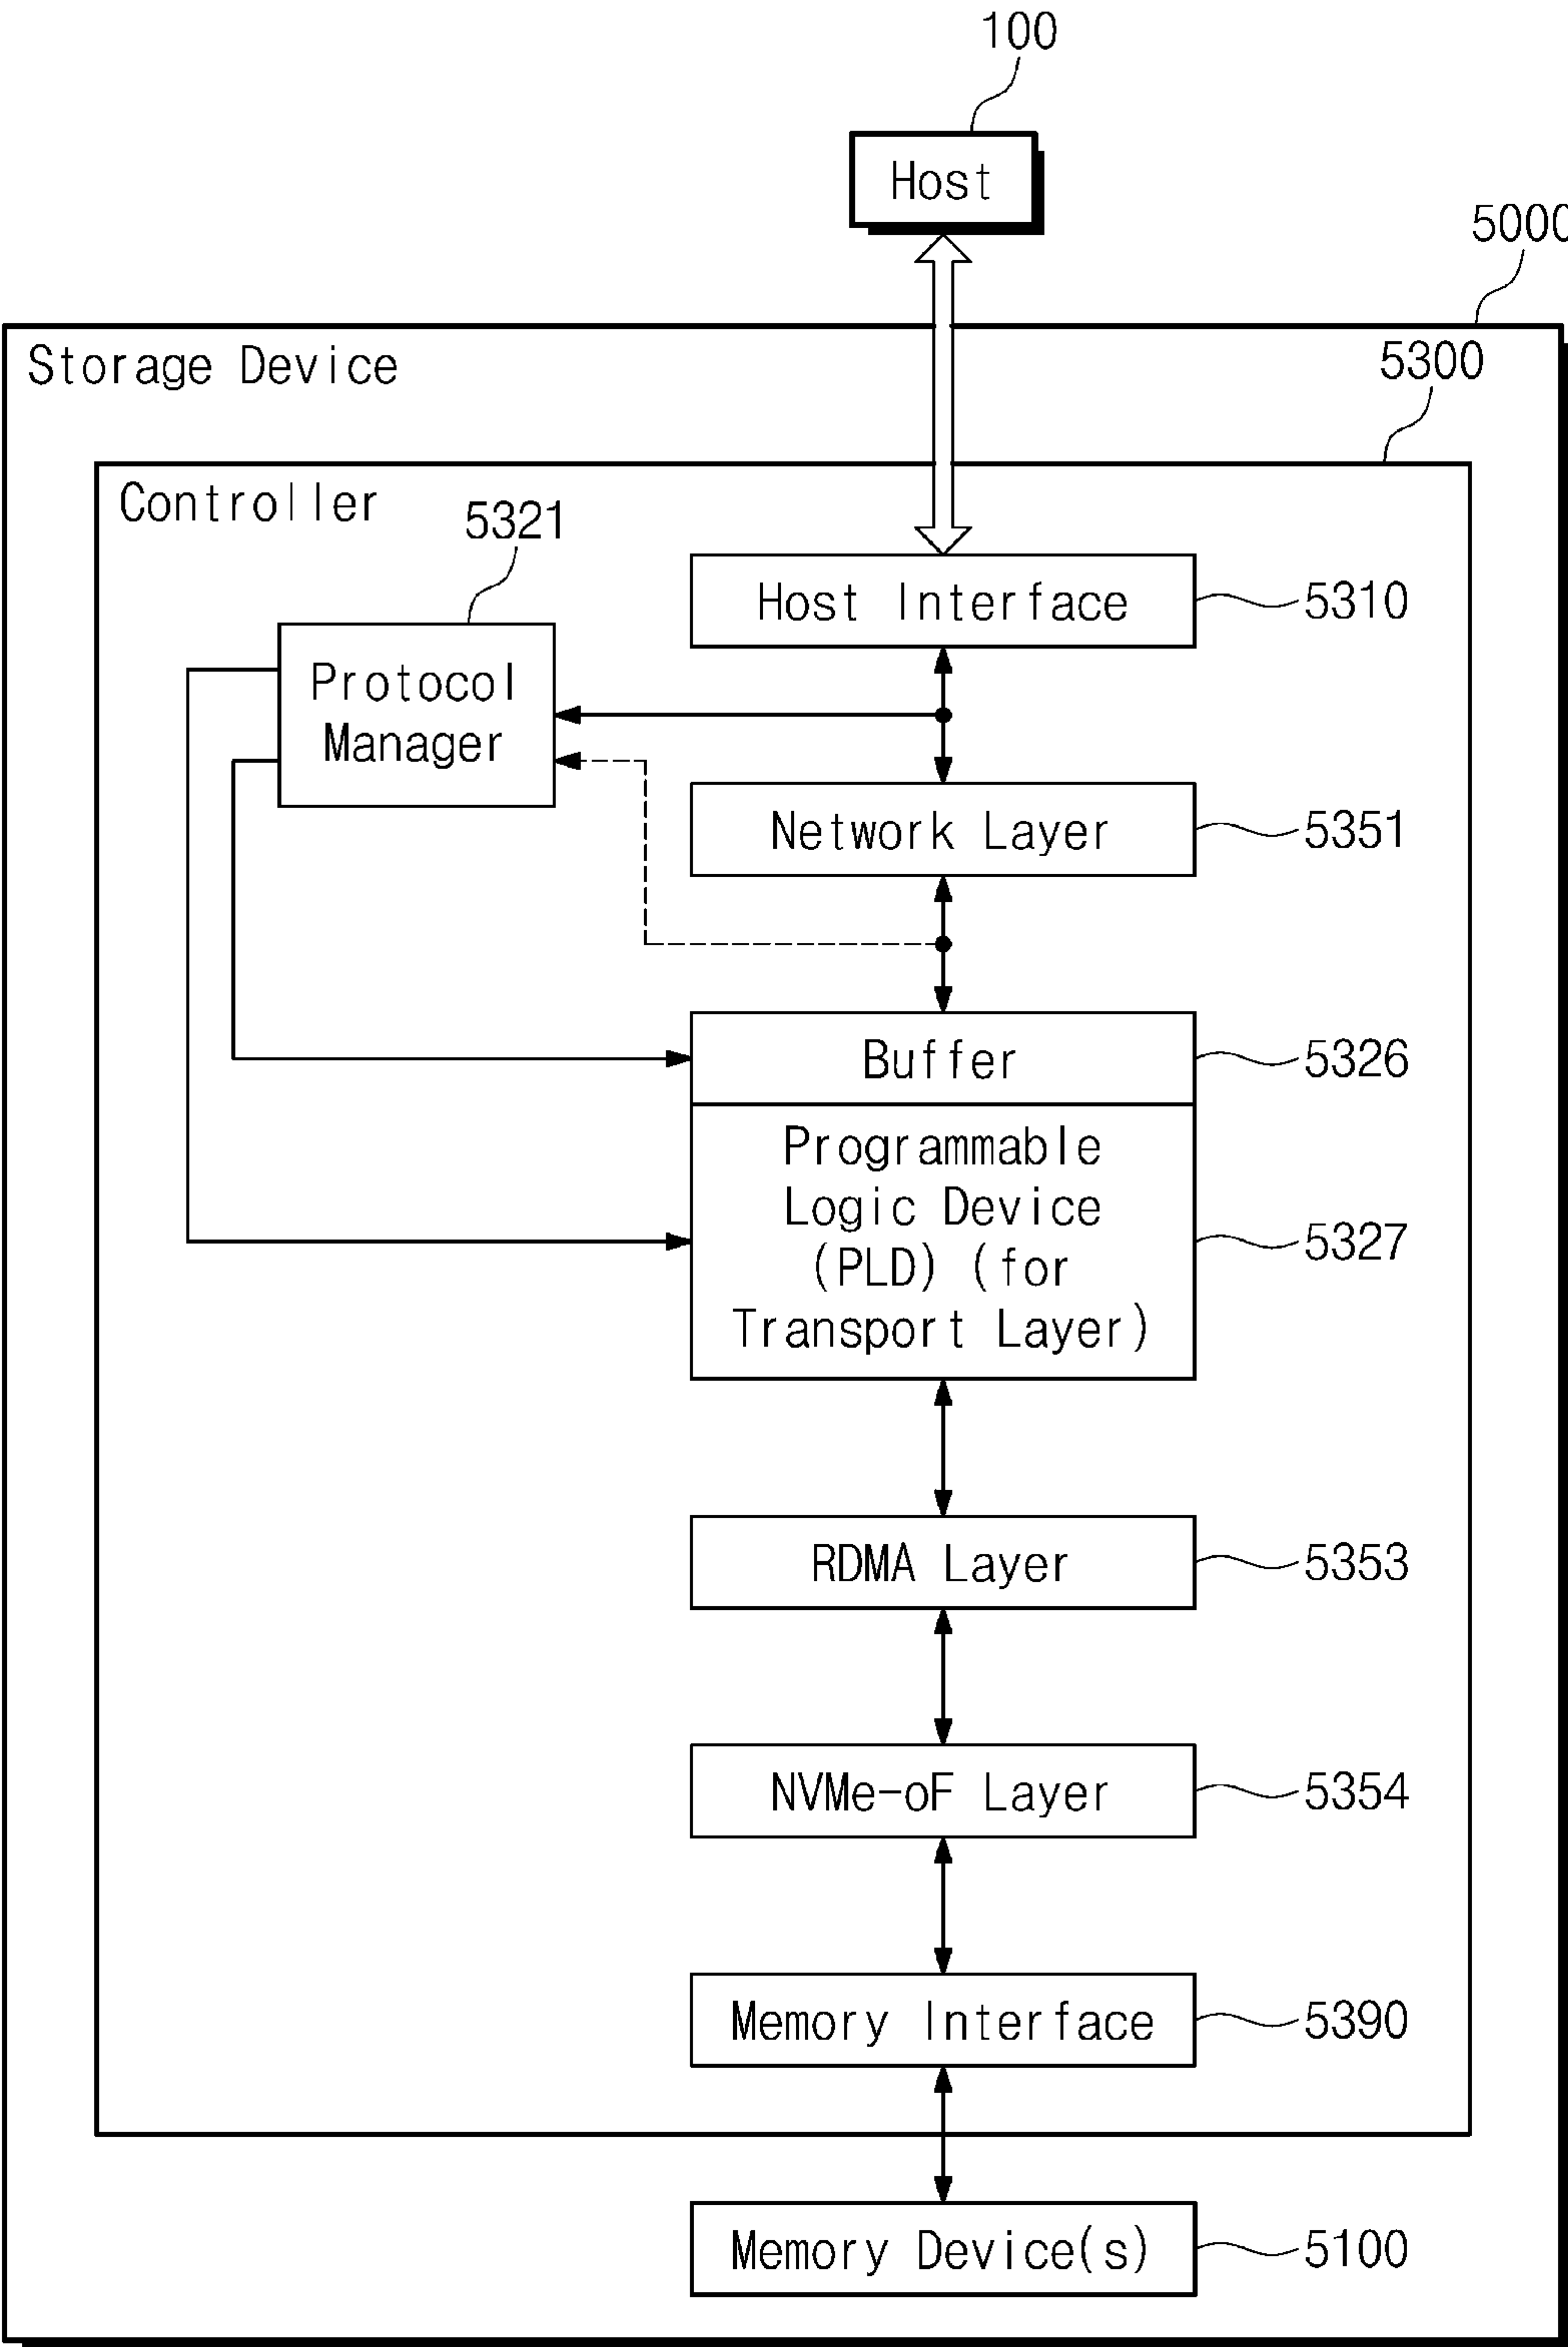 100
Host
5000
Storage Device
5300
Controller
5321
Host Interface
5310
Protocol
Manager
Network Layer
5351
Buffer
5326
Programmable
Logic Device
(PLD) (for
Transport Layer)
5327
RDMA Layer
5353
NVMe-oF Layer
5354
Memory Interface
5390
Memory Device(s)
5100